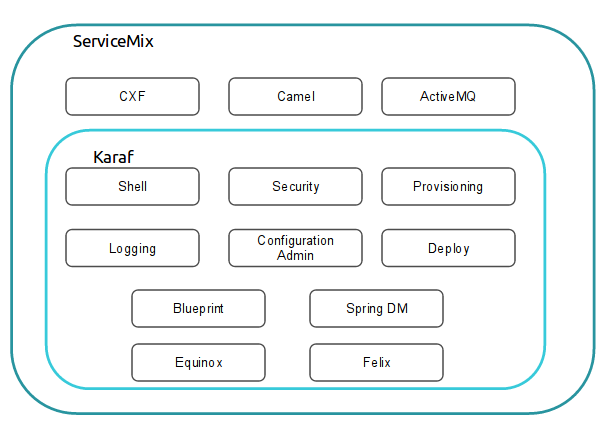 ServiceMix
CXF
Camel
ActiveMQ
Karaf
Shell
Security
Provisioning
Logging
Configuration
Admin
Deploy
Blueprint
Spring DM
Equinox
Felix